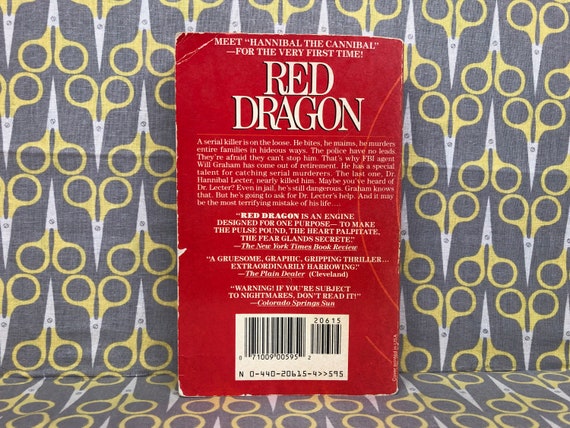 MEET "HANNIBAL THE CANNIBAL"
—FOR THE VERY FIRST TIME!
RED
DRAGON
A serial killer is on the loose. He bites, he maims, he murders
entire families in hideous ways. The police have no leads.
They're afraid they can't stop him. That's why FBI agent
Will Graham has come out of retirement. He has a special
talent for catching serial killers. The last one, Dr.
Hannibal Lecter, nearly killed him. Maybe you've heard of
Dr. Lecter? Even in jail, he's still dangerous. Graham knows
that. But he's going to ask for Dr. Lecter's help. And it may
be the most terrifying mistake of his life....
"RED DRAGON IS AN ENGINE
DESIGNED FOR ONE PURPOSE— TO MAKE
THE PULSE POUND, THE HEART PALPITATE,
THE FEAR GLANDS SECRETE."
—The New York Times Book Review
"A GRUESOME, GRAPHIC, GRIPPING THRILLER...
EXTRAORDINARILY HARROWING."
—The Plain Dealer (Cleveland)
"WARNING! IF YOU'RE SUBJECT
TO NIGHTMARES, DON'T READ IT!"
—Colorado Springs Sun
20615
0 71009 00595 2
N 0-440-20615-4>>595
Cover printed in U.S.A.